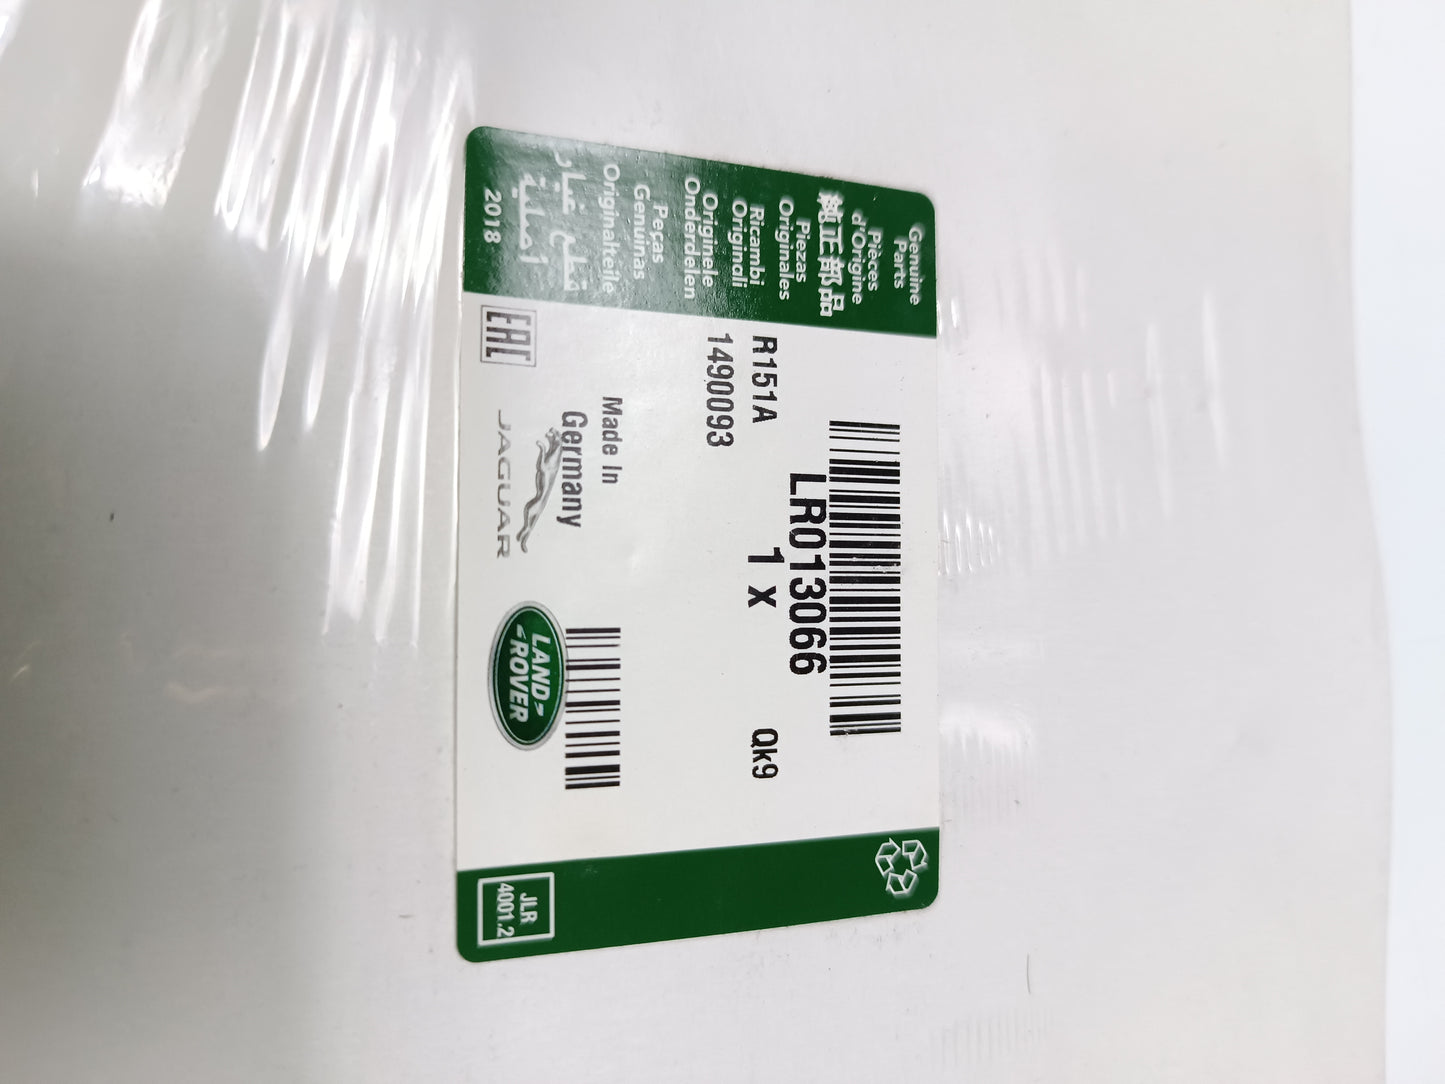 Genuine
Parts
Pièces
d'Origine
純正部品
Piezas
Originales
Ricambi
Originali
Originele
Onderdelen
Peças
Genuinas
Originalteile
قطع غيار
أصلية
2018
LR013066
R151A
1 x
Qk9
1490093
Made In
Germany
EAC
JAGUAR
LAND
ROVER
JLR
4001.2